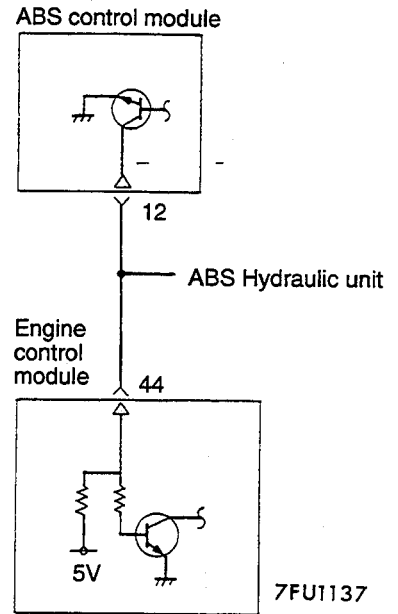 ABS control module
12
ABS Hydraulic unit
Engine
control
module
44
5V
7FU1137